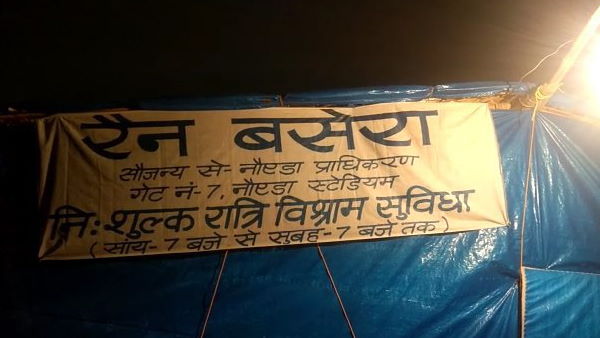 रैन बसेरा
सौजन्य से- नौएडा प्राधिकरण
गेट नं-7, नौएडा स्टेडियम
नि:शुल्क रात्रि विश्राम सुविधा
(सांय-7 बजे से सुबह-7 बजे तक)